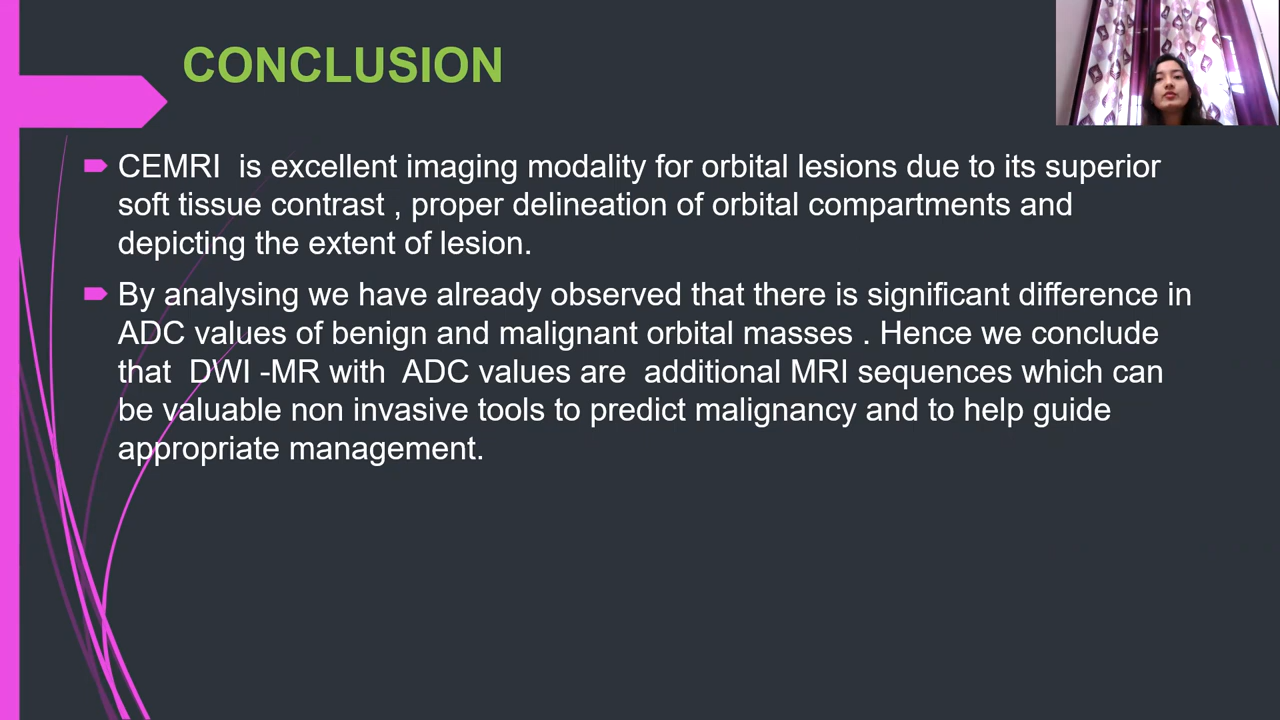 CONCLUSION
CEMRI  is excellent imaging modality for orbital lesions due to its superior
soft tissue contrast , proper delineation of orbital compartments and
depicting the extent of lesion.
By analysing we have already observed that there is significant difference in
ADC values of benign and malignant orbital masses . Hence we conclude
that  DWI -MR with  ADC values are  additional MRI sequences which can
be valuable non invasive tools to predict malignancy and to help guide
appropriate management.